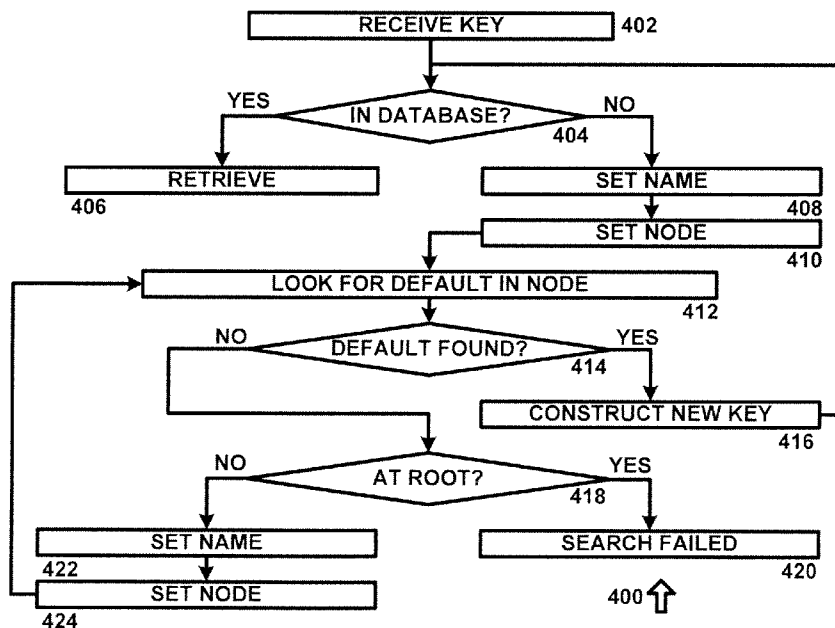 RECEIVE KEY 402
YES
IN DATABASE?
NO
404
RETRIEVE
406
SET NAME
408
SET NODE
410
LOOK FOR DEFAULT IN NODE
412
NO
DEFAULT FOUND?
YES
414
CONSTRUCT NEW KEY
416
NO
AT ROOT?
YES
418
SET NAME
422
SEARCH FAILED
420
SET NODE
424
400